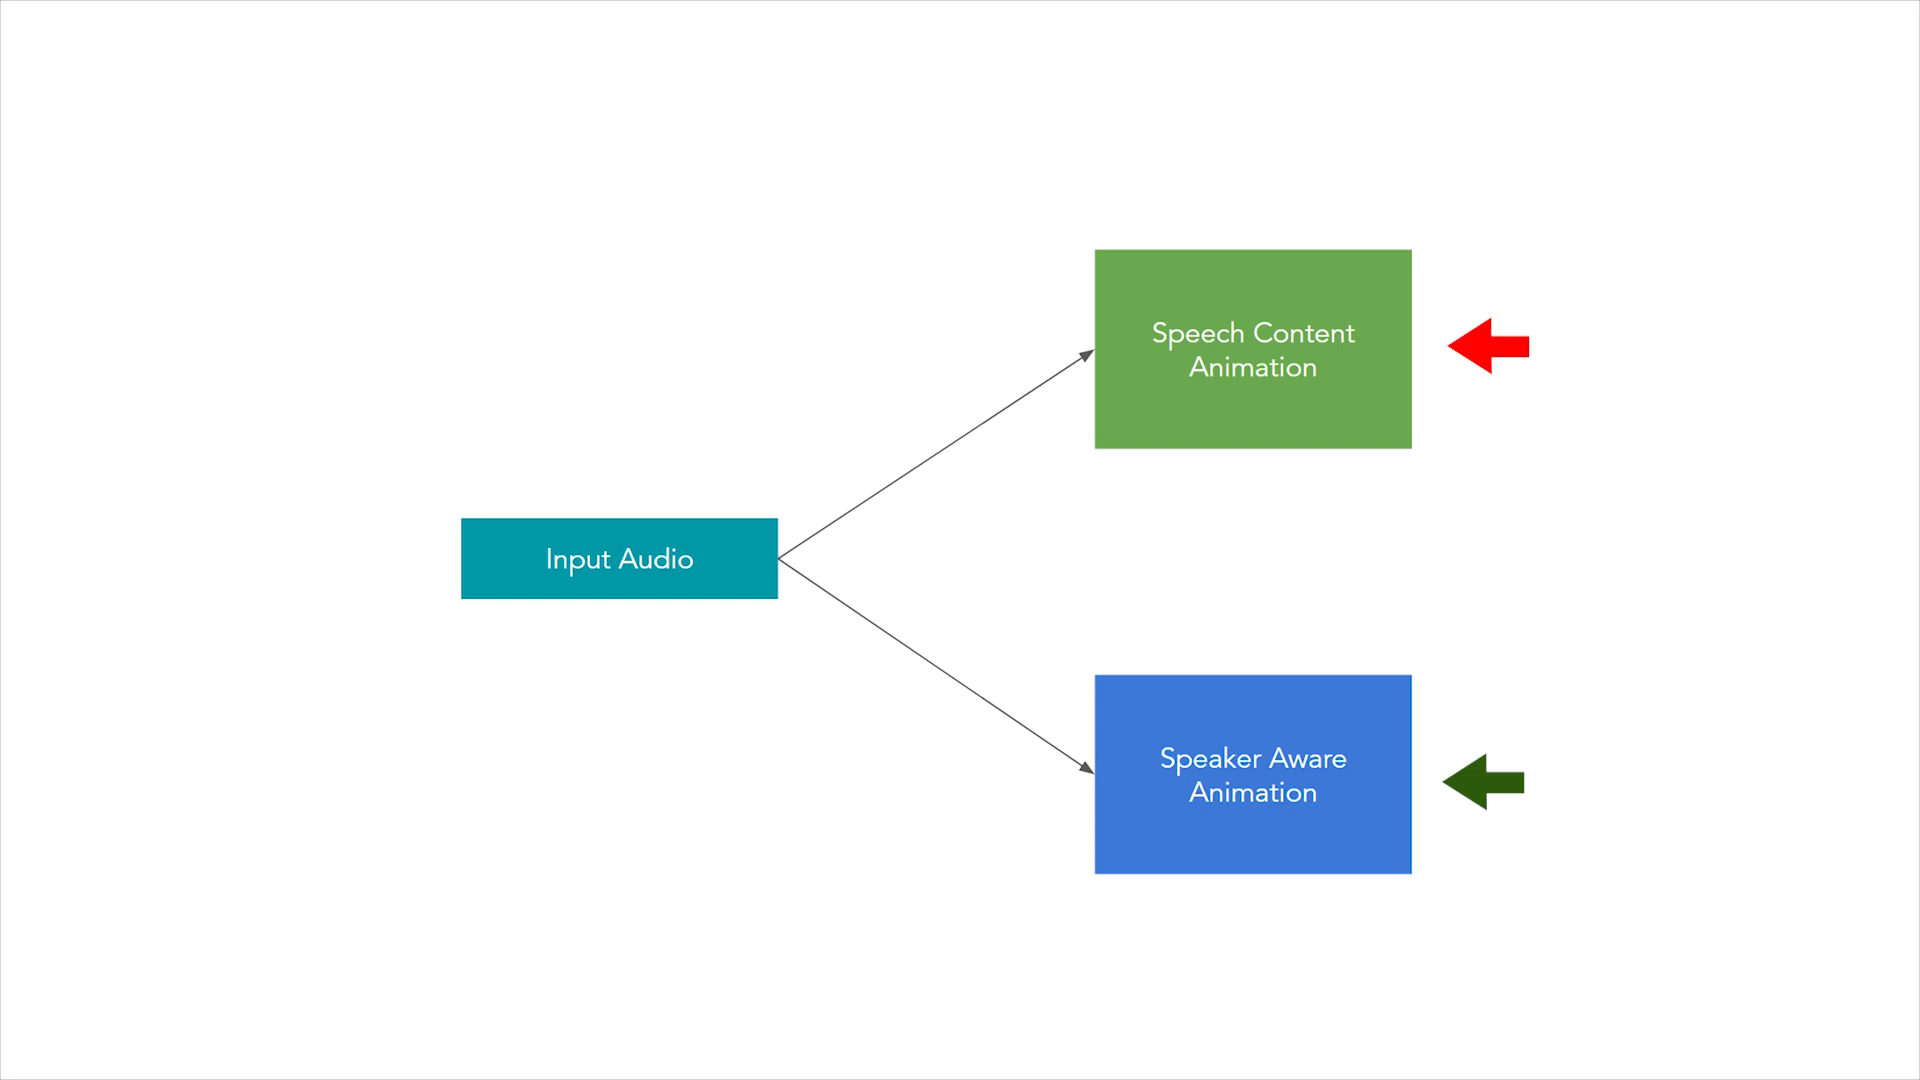 Speech Content
Animation
Input Audio
Speaker Aware
Animation